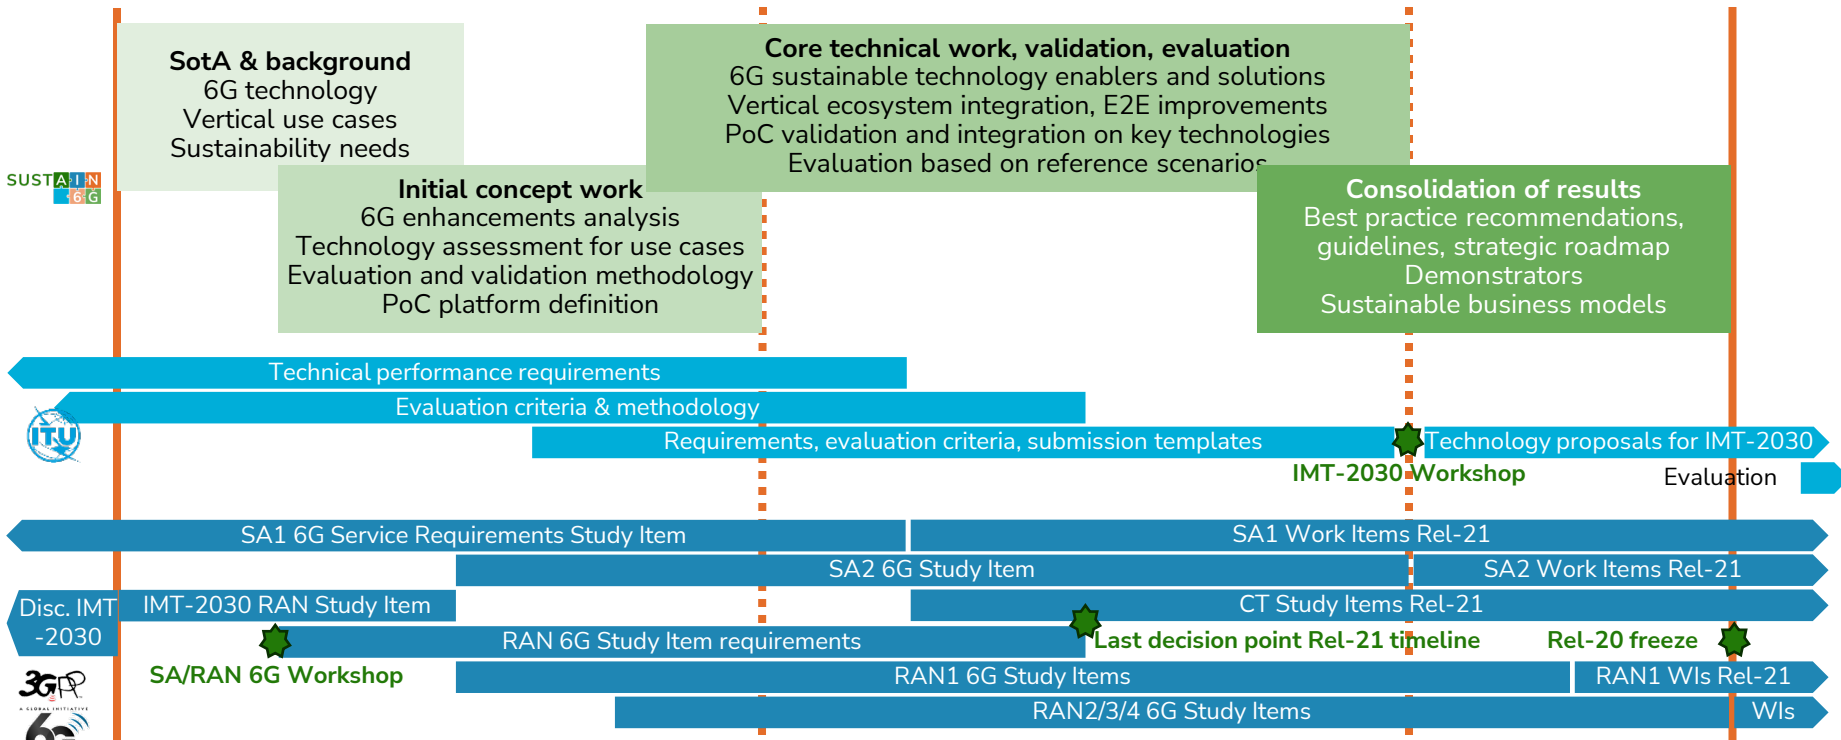 SotA & background
6G technology
Vertical use cases
Sustainability needs
Core technical work, validation, evaluation
6G sustainable technology enablers and solutions
Vertical ecosystem integration, E2E improvements
PoC validation and integration on key technologies
Evaluation based on reference scenarios
SUSTAIN
6G
Initial concept work
6G enhancements analysis
Technology assessment for use cases
Evaluation and validation methodology
PoC platform definition
Consolidation of results
Best practice recommendations,
guidelines, strategic roadmap
Demonstrators
Sustainable business models
Technical performance requirements
Evaluation criteria & methodology
ITU
Requirements, evaluation criteria, submission templates
Technology proposals for IMT-2030
IMT-2030 Workshop
Evaluation
SA1 6G Service Requirements Study Item
SA1 Work Items Rel-21
SA2 6G Study Item
SA2 Work Items Rel-21
Disc. IMT
-2030
IMT-2030 RAN Study Item
CT Study Items Rel-21
RAN 6G Study Item requirements
Last decision point Rel-21 timeline
Rel-20 freeze
SA/RAN 6G Workshop
RAN1 6G Study Items
RAN1 WIs Rel-21
3GPP
A GLOBAL INITIATIVE
6G
RAN2/3/4 6G Study Items
WIs